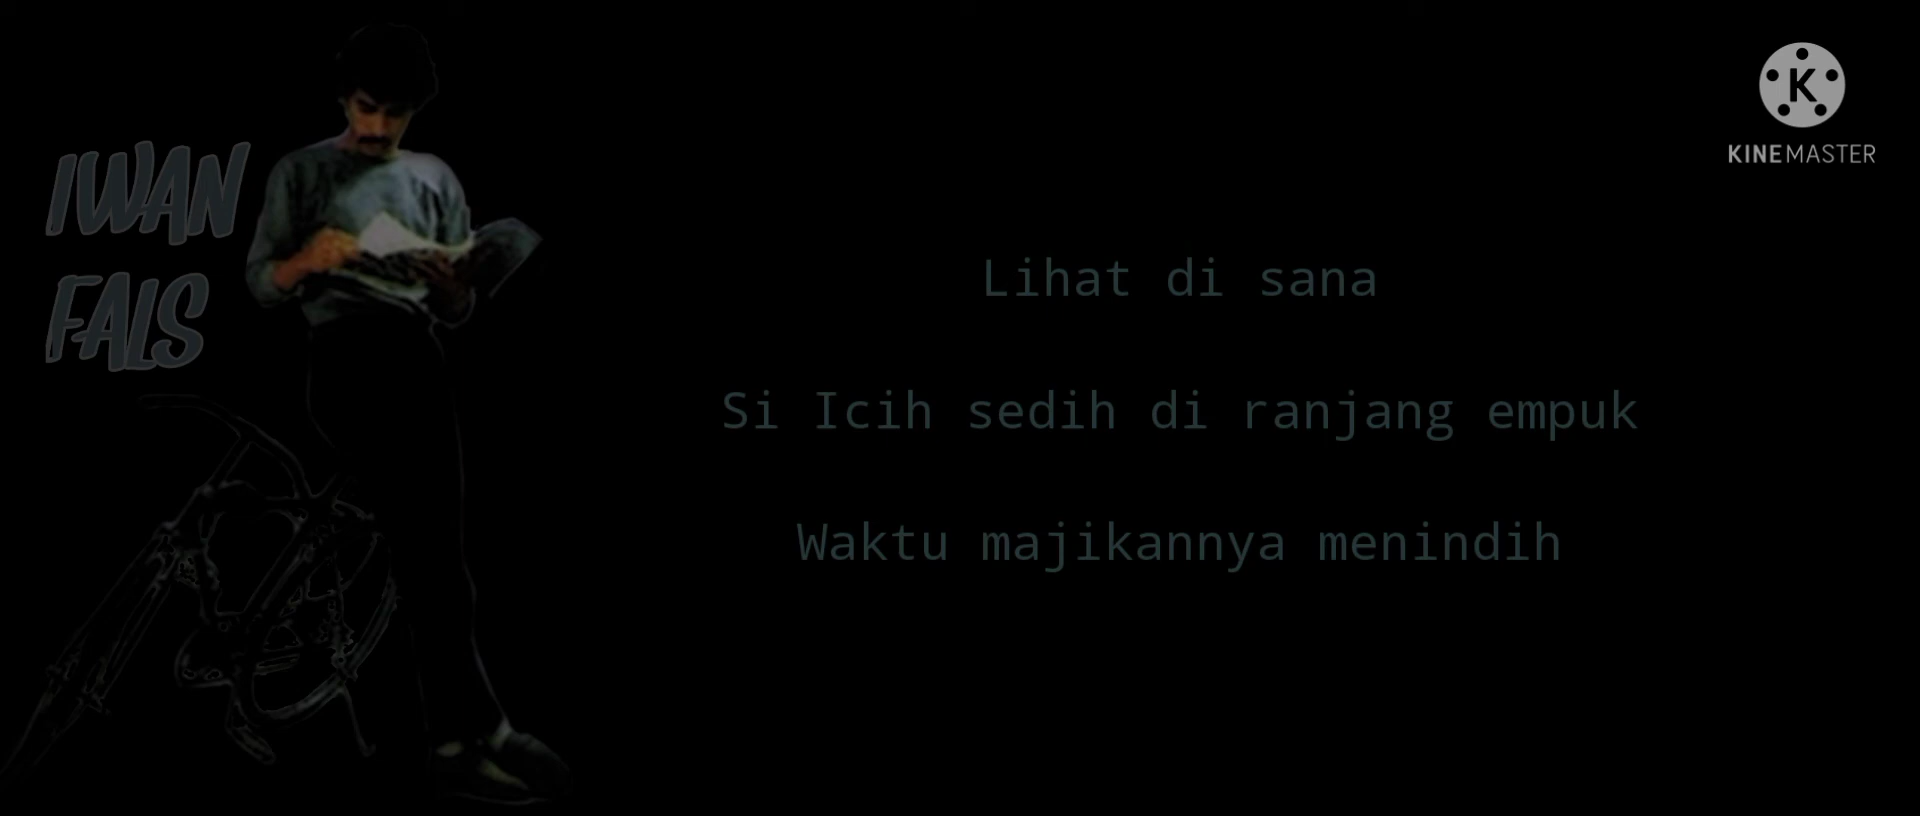 IWAN
FALS
K
KINEMASTER
Lihat di sana
Si Icih sedih di ranjang empuk
Waktu majikannya menindih